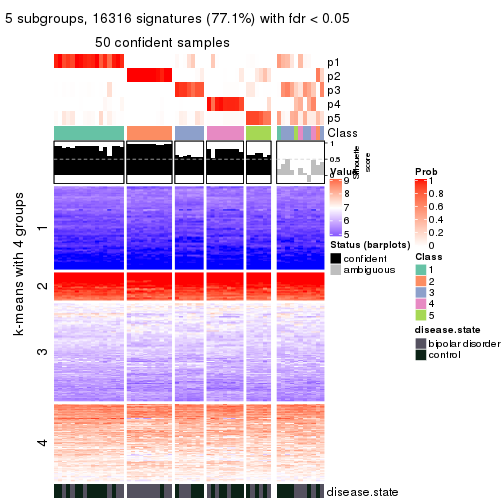 5 subgroups, 16316 signatures (77.1%) with fdr < 0.05
50 confident samples
p1
p2
p3
p4
p5
Class
1
0.5
0
Silhouette
score
k-means with 4 groups
1
2
3
4
disease.state
Value
9
8
7
6
5
Status (barplots)
confident
ambiguous
Prob
1
0.8
0.6
0.4
0.2
0
Class
1
2
3
4
5
disease.state
bipolar disorder
control